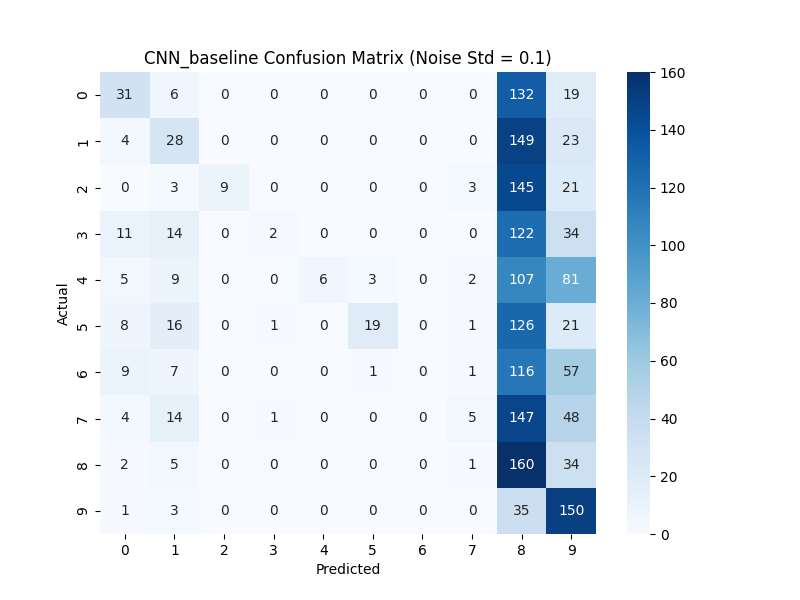 CNN_baseline Confusion Matrix (Noise Std = 0.1)
0 31 6 0 0 0 0 0 0 132 19
1 4 28 0 0 0 0 0 0 149 23
2 0 3 9 0 0 0 0 3 145 21
3 11 14 0 2 0 0 0 0 122 34
4 5 9 0 0 6 3 0 2 107 81
5 8 16 0 1 0 19 0 1 126 21
6 9 7 0 0 0 1 0 1 116 57
7 4 14 0 1 0 0 0 5 147 48
8 2 5 0 0 0 0 0 1 160 34
9 1 3 0 0 0 0 0 0 35 150
0 1 2 3 4 5 6 7 8 9
Predicted
Actual
160
140
120
100
80
60
40
20
0